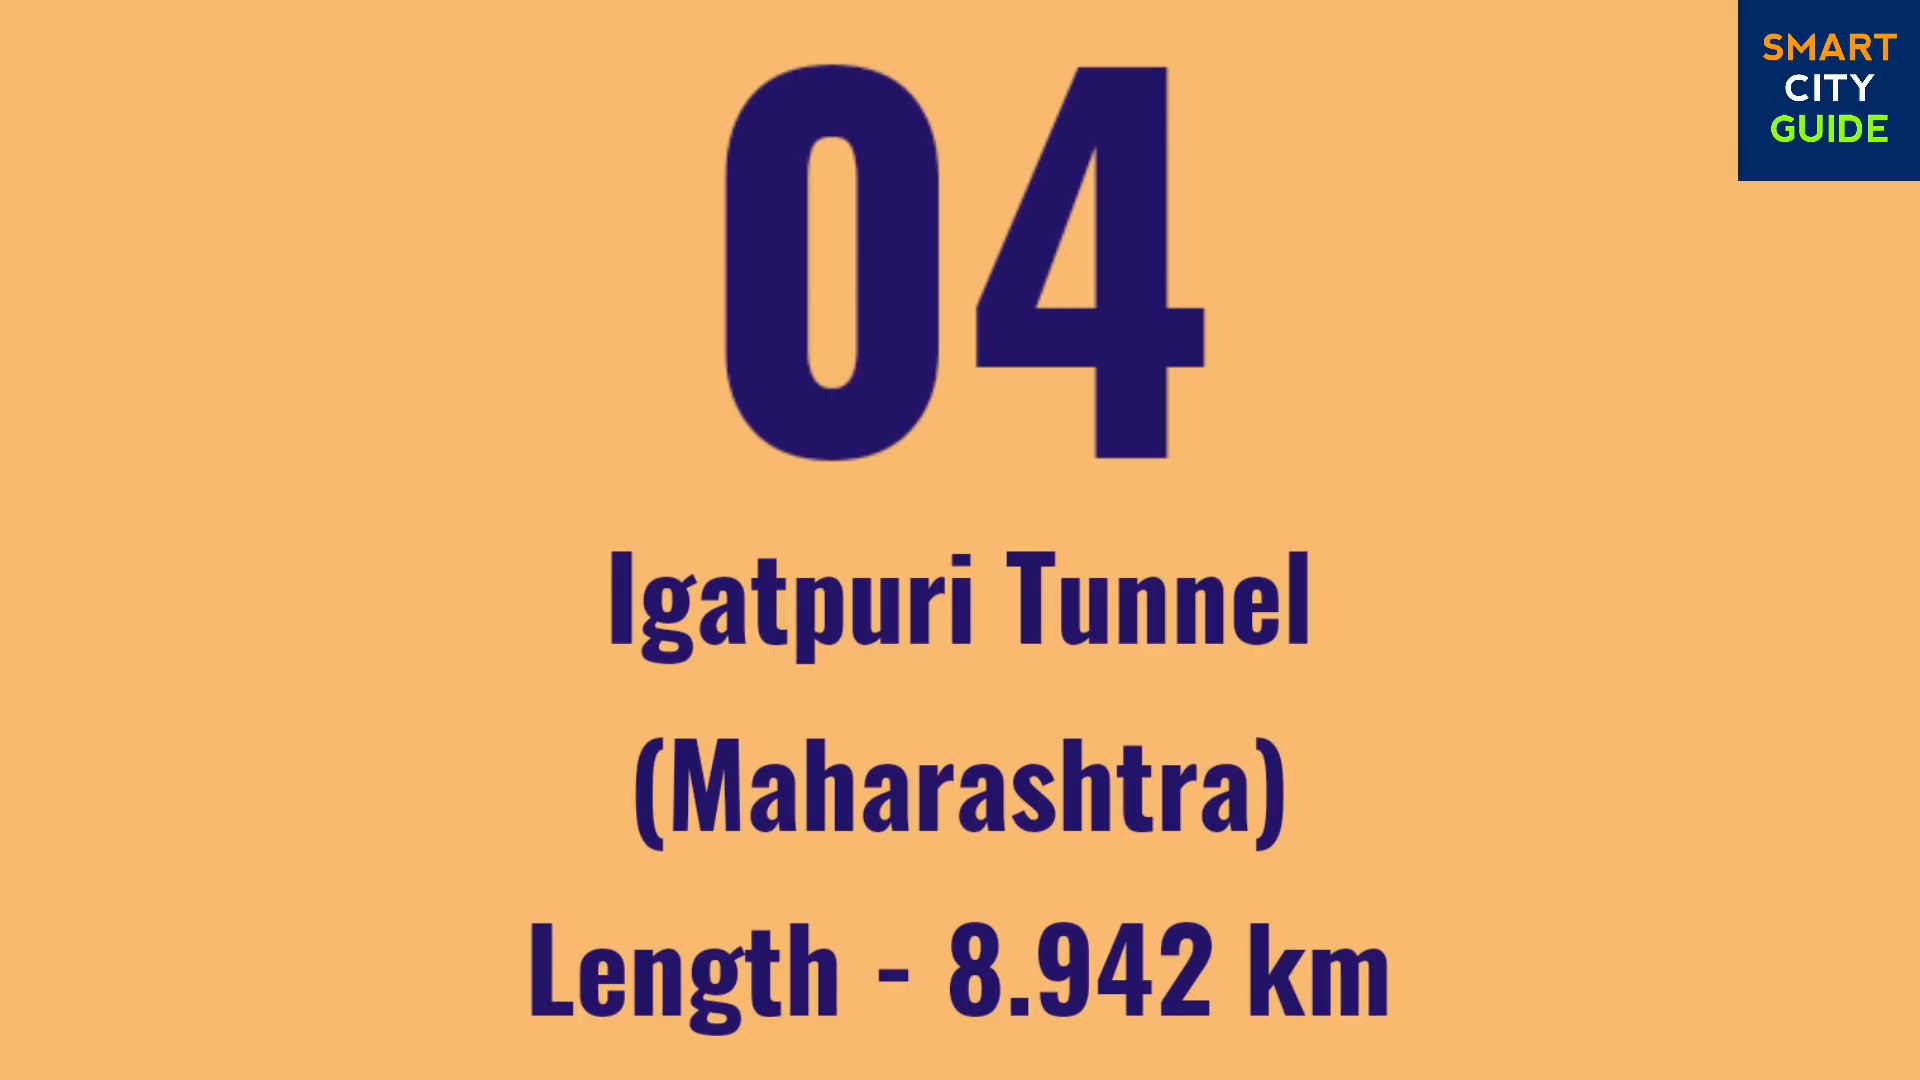 SMART
CITY
GUIDE
04
Igatpuri Tunnel
(Maharashtra)
Length - 8.942 km